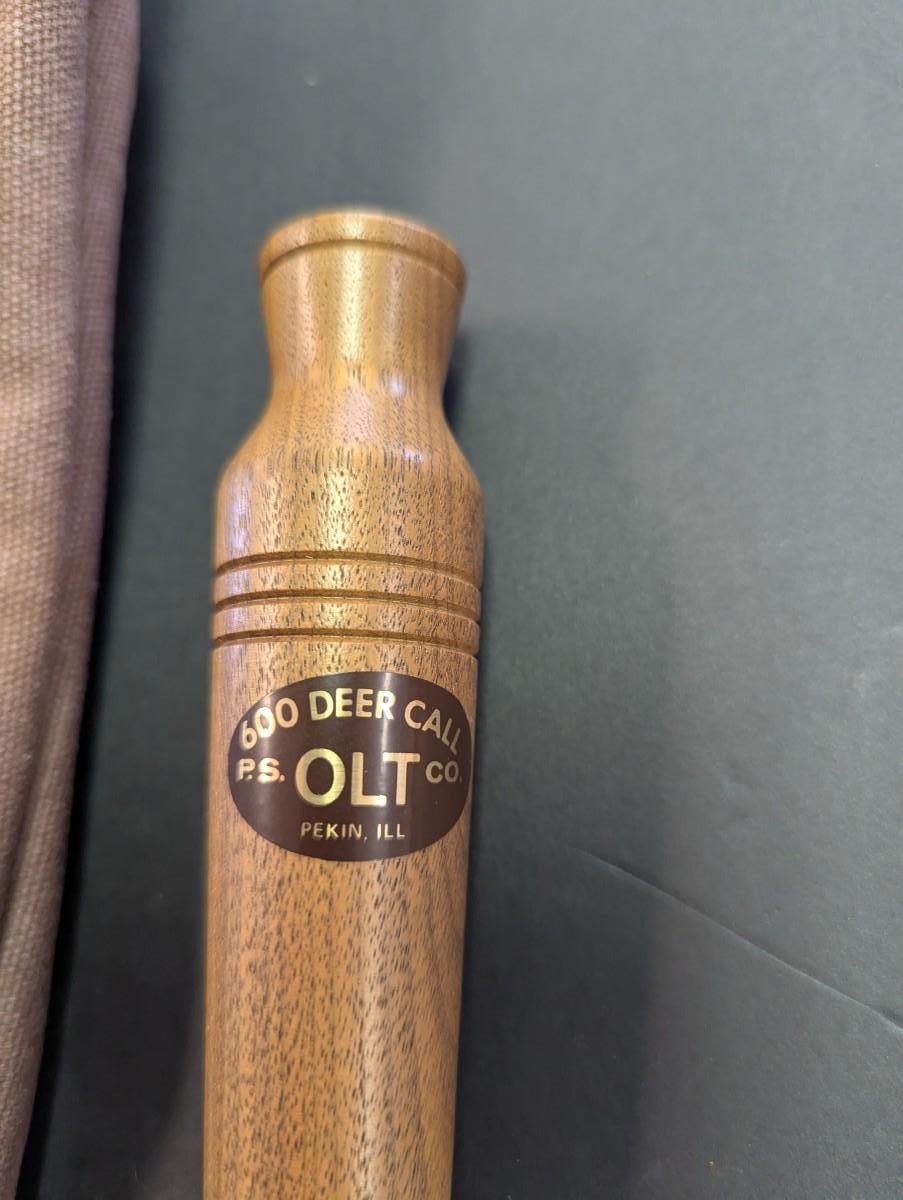 600 DEER CALL
P.S. OLT CO.
PEKIN, ILL